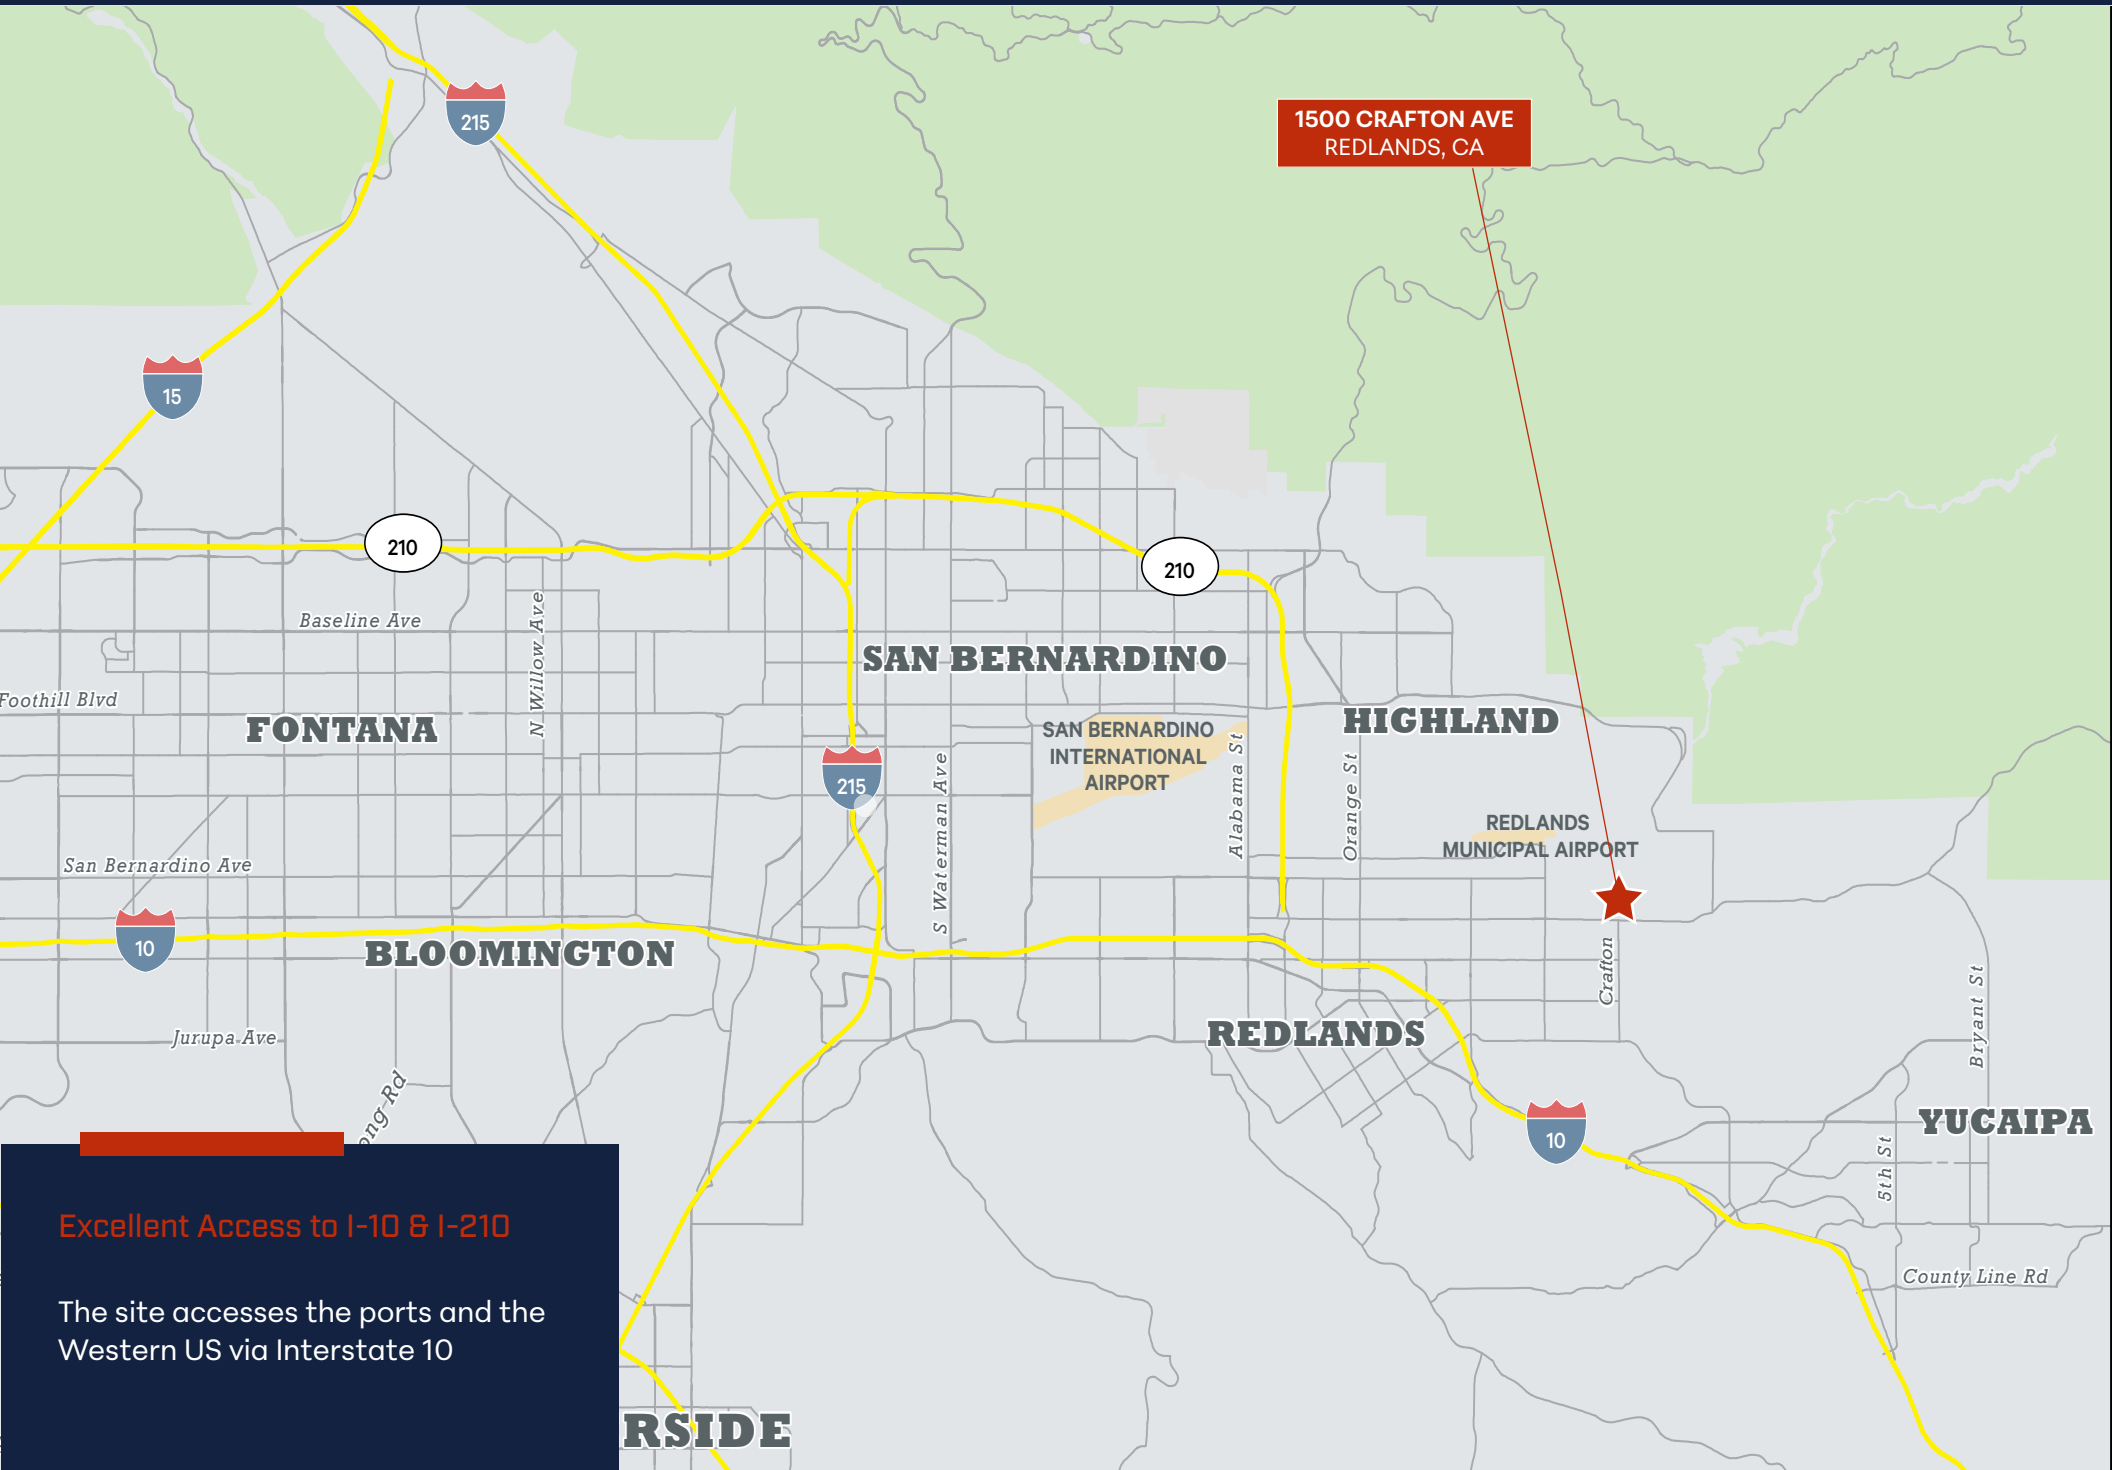 215
1500 CRAFTON AVE
REDLANDS, CA
15
210
210
Baseline Ave
N Willow Ave
SAN BERNARDINO
Foothill Blvd
FONTANA
HIGHLAND
SAN BERNARDINO
INTERNATIONAL
AIRPORT
215
S Waterman Ave
Alabama St
Orange St
REDLANDS
MUNICIPAL AIRPORT
San Bernardino Ave
10
BLOOMINGTON
Crafton
Bryant St
Jurupa Ave
REDLANDS
ong Rd
10
YUCAIPA
5th St
County Line Rd
Excellent Access to I-10 & I-210
The site accesses the ports and the
Western US via Interstate 10
RSIDE